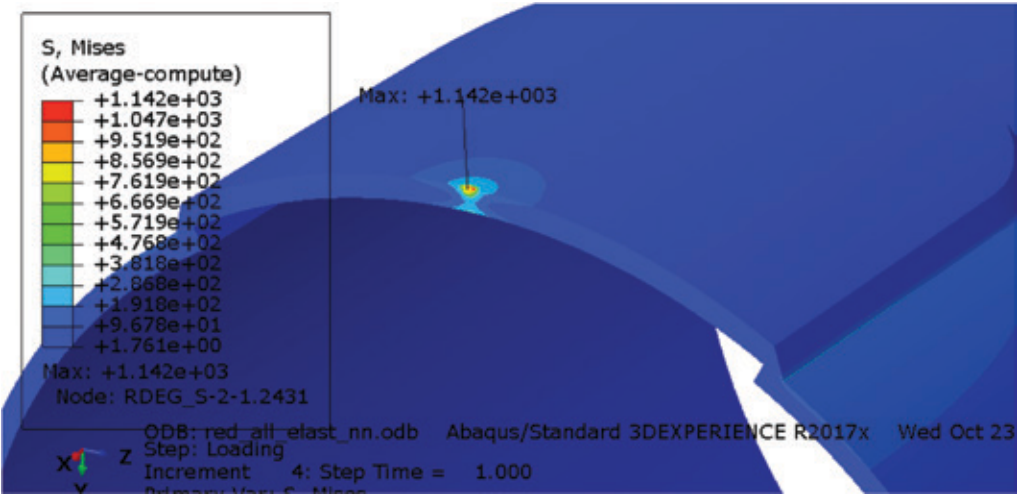 S, Mises
(Average-compute)
+1.142e+03
+1.047e+03
+9.519e+02
+8.569e+02
+7.619e+02
+6.669e+02
+5.719e+02
+4.768e+02
+3.818e+02
+2.868e+02
+1.918e+02
+9.678e+01
+1.761e+00
Max: +1.142e+03
Node: RDEG_S-2-1.2431
Max: +1.142e+003
ODB: red_all_elast_nn.odb Abaqus/Standard 3DEXPERIENCE R2017x Wed Oct 23
Step: Loading
Increment 4: Step Time = 1.000
Primary Var: S, Mises
X Z
Y